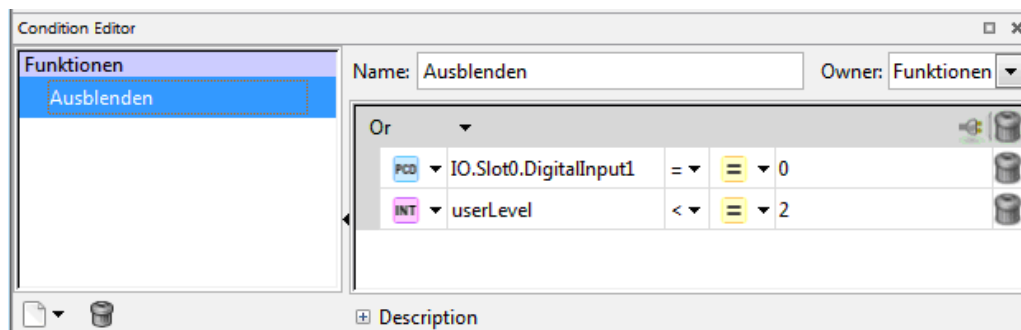 Condition Editor
Funktionen
Ausblenden
Name: Ausblenden Owner: Funktionen
Or
PCD IO.Slot0.DigitalInput1 = = 0
INT userLevel < = 2
Description